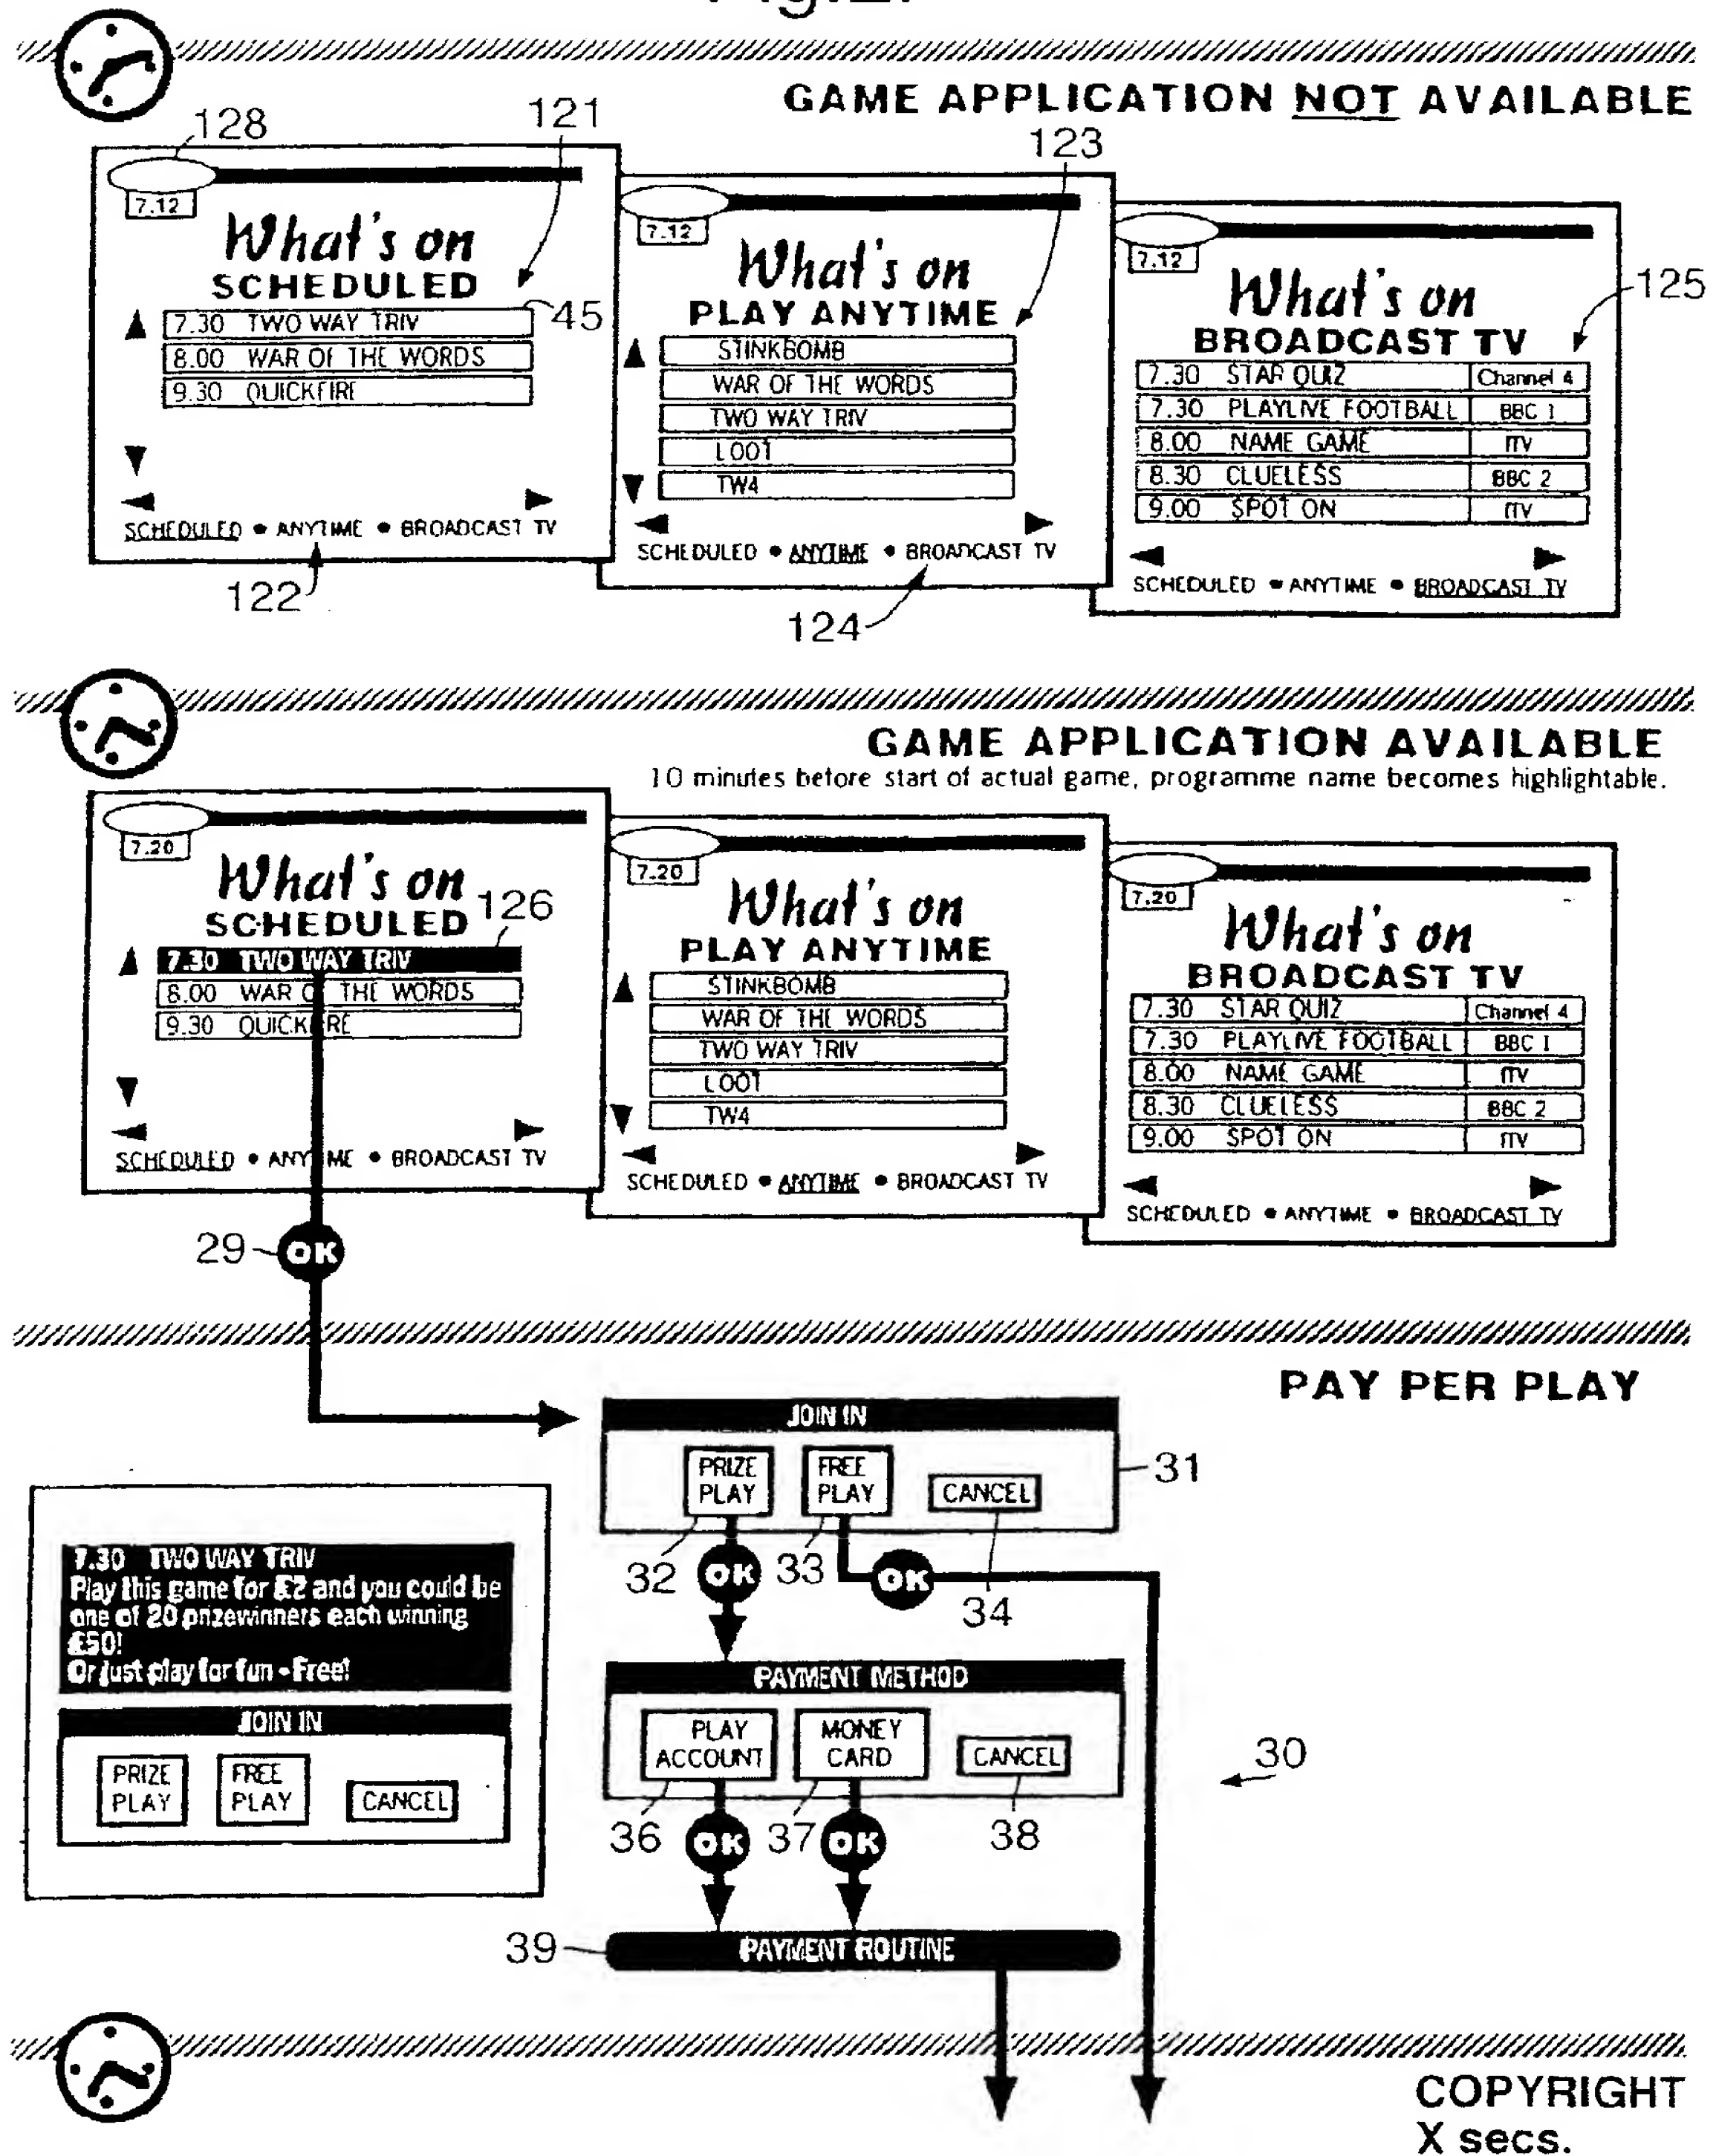 GAME APPLICATION NOT AVAILABLE
128
121
123
7.12
What's on
SCHEDULED
45
7.30 TWO WAY TRIV
8.00 WAR OF THE WORDS
9.30 QUICKFIRE
SCHEDULED • ANYTIME • BROADCAST TV
122
7.12
What's on
PLAY ANYTIME
STINKBOMB
WAR OF THE WORDS
TWO WAY TRIV
LOOT
TW4
SCHEDULED • ANYTIME • BROADCAST TV
124
7.12
What's on
BROADCAST TV
125
7.30 STAR QUIZ Channel 4
7.30 PLAYLIVE FOOTBALL BBC 1
8.00 NAME GAME ITV
8.30 CLUELESS BBC 2
9.00 SPOT ON ITV
SCHEDULED • ANYTIME • BROADCAST TV
GAME APPLICATION AVAILABLE
10 minutes before start of actual game, programme name becomes highlightable.
7.20
What's on
SCHEDULED
126
7.30 TWO WAY TRIV
8.00 WAR O THE WORDS
9.30 QUICK RE
SCHEDULED • ANY ME • BROADCAST TV
7.20
What's on
PLAY ANYTIME
STINKBOMB
WAR OF THE WORDS
TWO WAY TRIV
LOOT
TW4
SCHEDULED • ANYTIME • BROADCAST TV
7.20
What's on
BROADCAST TV
7.30 STAR QUIZ Channel 4
7.30 PLAYLIVE FOOTBALL BBC 1
8.00 NAME GAME ITV
8.30 CLUELESS BBC 2
9.00 SPOT ON ITV
SCHEDULED • ANYTIME • BROADCAST TV
29
OK
PAY PER PLAY
JOIN IN
PRIZE
PLAY
FREE
PLAY
CANCEL
31
32
OK
33
OK
34
7.30 TWO WAY TRIV
Play this game for £2 and you could be
one of 20 prizewinners each winning
£50!
Or just play for fun - Free!
JOIN IN
PRIZE
PLAY
FREE
PLAY
CANCEL
PAYMENT METHOD
PLAY
ACCOUNT
MONEY
CARD
CANCEL
30
36
OK
37
OK
38
39
PAYMENT ROUTINE
COPYRIGHT
X secs.